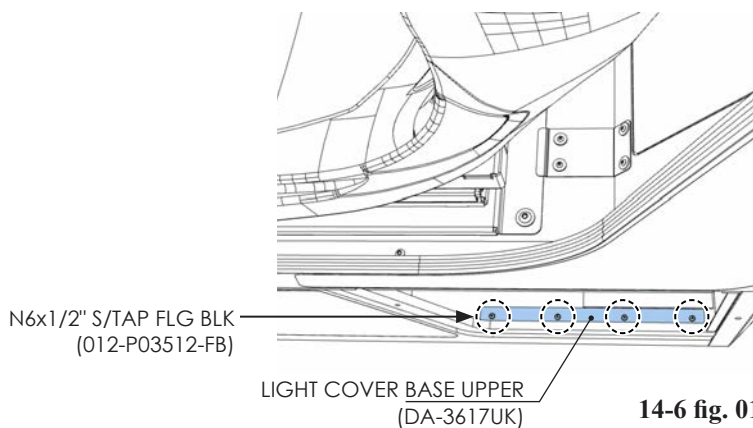 N6x1/2" S/TAP FLG BLK
(012-P03512-FB)
LIGHT COVER BASE UPPER
(DA-3617UK)
14-6 fig. 01